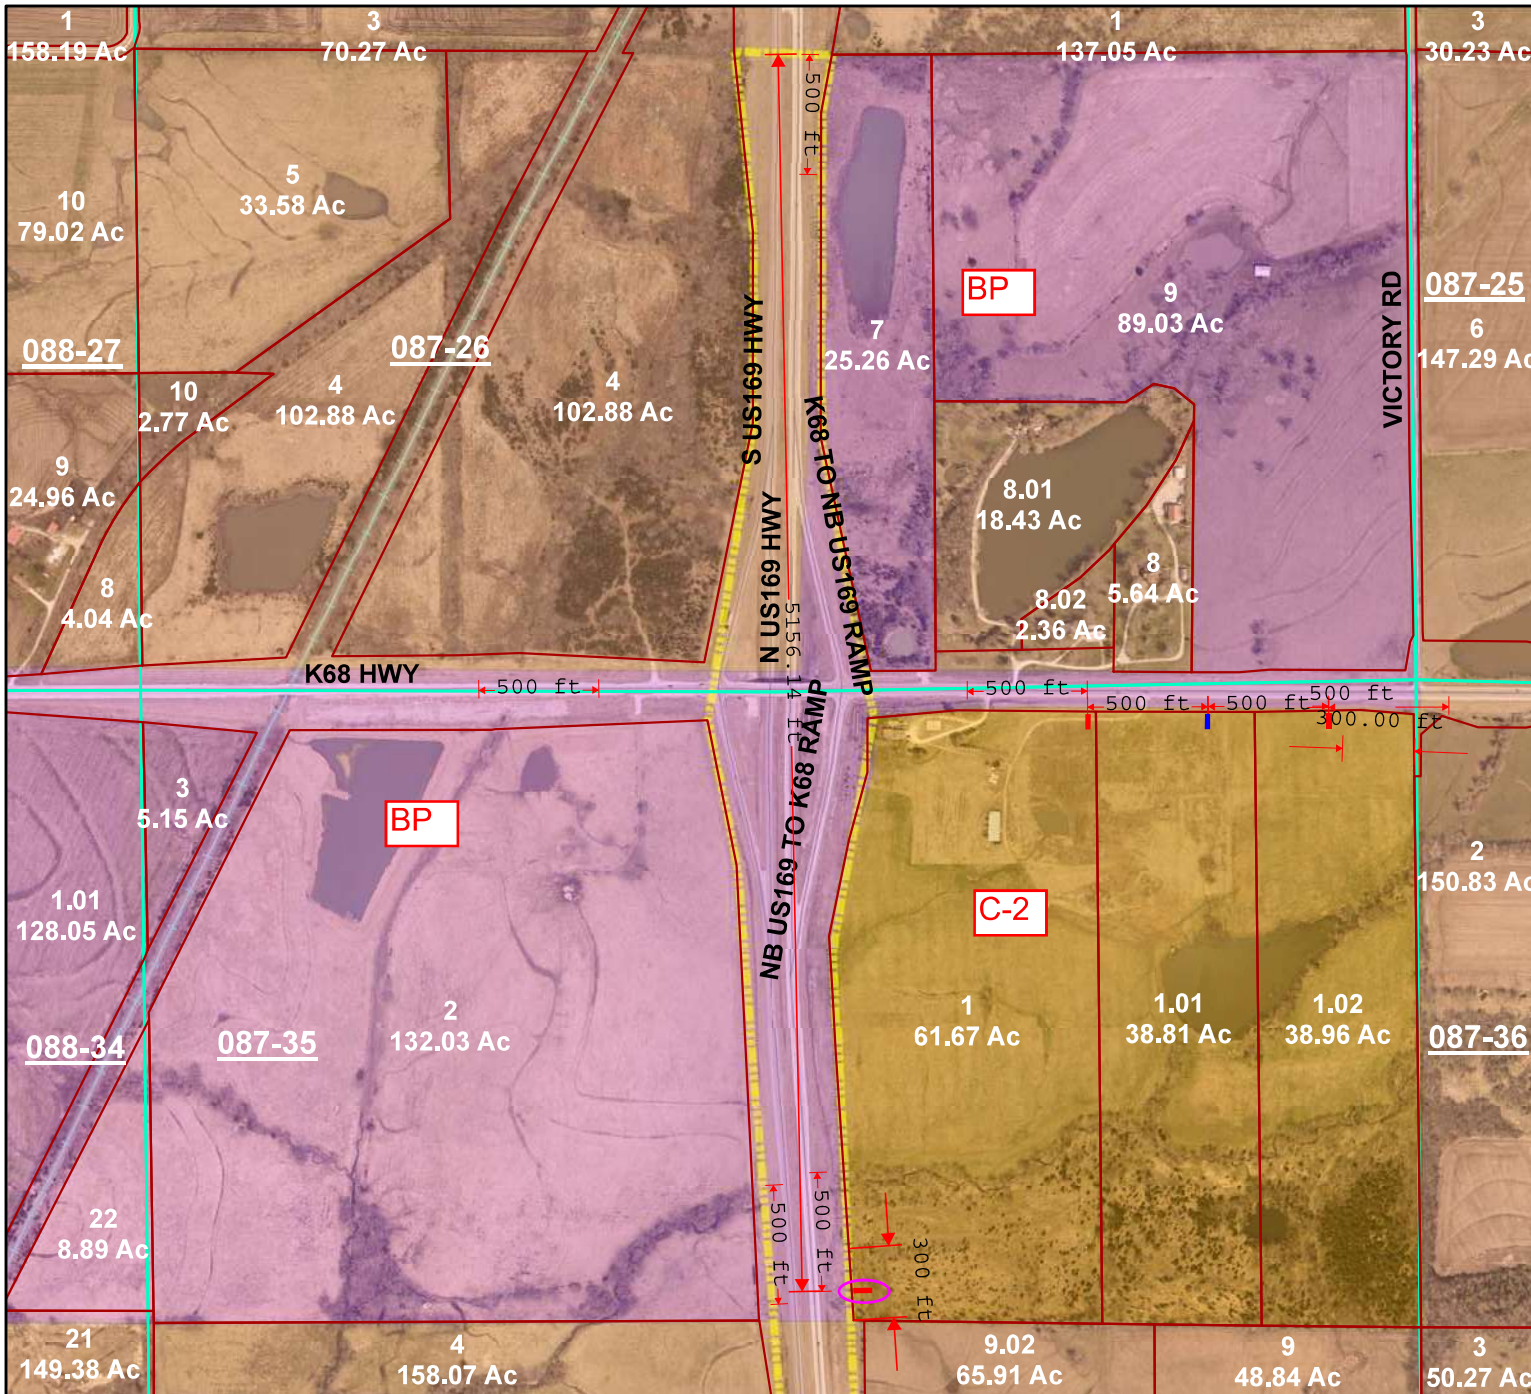 1
158.19 Ac
3
70.27 Ac
1
137.05 Ac
3
30.23 Ac
500 ft
5
33.58 Ac
10
79.02 Ac
BP
9
89.03 Ac
087-25
6
147.29 Ac
VICTORY RD
7
25.26 Ac
088-27
087-26
S US169 HWY
10
2.77 Ac
4
102.88 Ac
4
102.88 Ac
K68 TO NB US169 RAMP
9
24.96 Ac
8.01
18.43 Ac
N US169 HWY
8
4.04 Ac
8
5.64 Ac
8.02
2.36 Ac
5156.14 ft
K68 HWY
500 ft
500 ft
500 ft
500 ft
500 ft
300.00 ft
NB US169 TO K68 RAMP
3
5.15 Ac
BP
1.01
128.05 Ac
C-2
2
150.83 Ac
2
132.03 Ac
1
61.67 Ac
1.01
38.81 Ac
1.02
38.96 Ac
088-34
087-35
087-36
22
8.89 Ac
500 ft
500 ft
300 ft
21
149.38 Ac
4
158.07 Ac
9.02
65.91 Ac
9
48.84 Ac
3
50.27 Ac